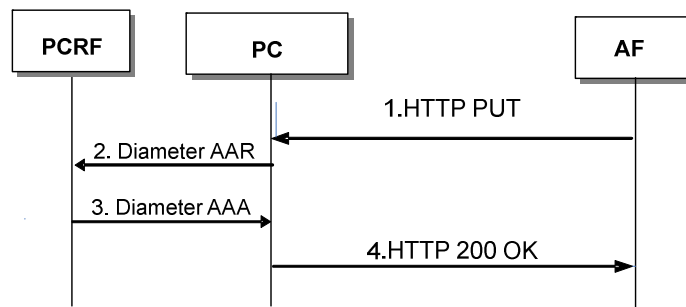 PCRF
PC
AF
1.HTTP PUT
2. Diameter AAR
3. Diameter AAA
4.HTTP 200 OK